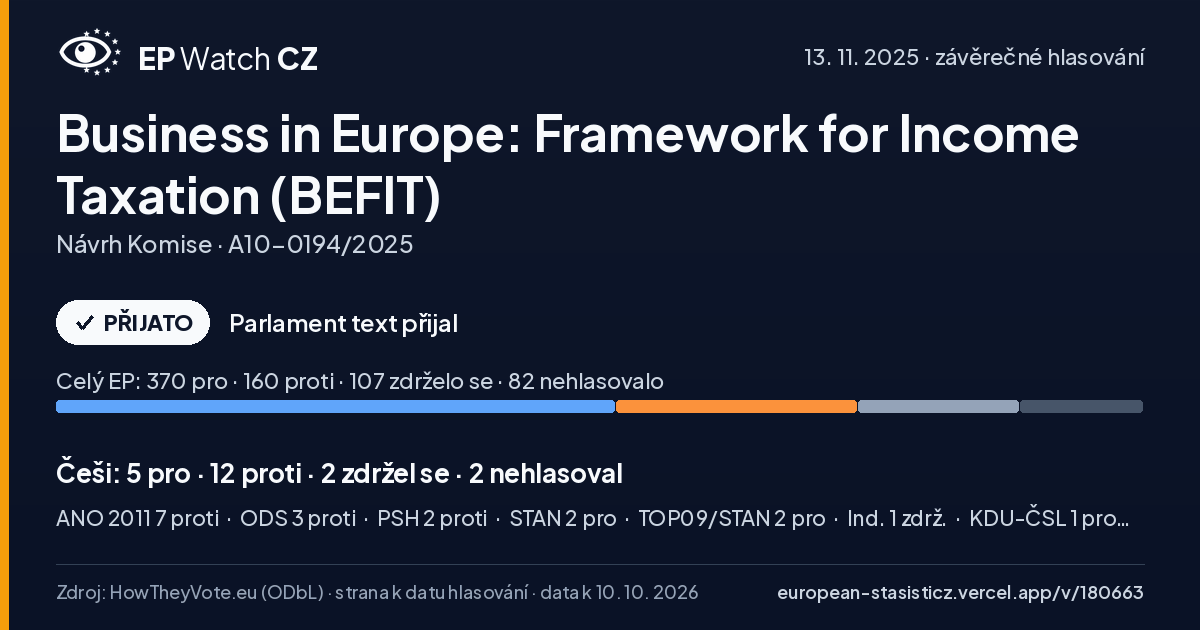 EP Watch CZ
13. 11. 2025 · závěrečné hlasování
Business in Europe: Framework for Income
Taxation (BEFIT)
Návrh Komise · A10–0194/2025
✓ PŘIJATO
Parlament text přijal
Celý EP: 370 pro · 160 proti · 107 zdrželo se · 82 nehlasovalo
Češi: 5 pro · 12 proti · 2 zdržel se · 2 nehlasoval
ANO 2011 7 proti · ODS 3 proti · PSH 2 proti · STAN 2 pro · TOP09/STAN 2 pro · Ind. 1 zdrž. · KDU-ČSL 1 pro…
Zdroj: HowTheyVote.eu (ODbL) · strana k datu hlasování · data k 10. 10. 2026
european-stasisticz.vercel.app/v/180663